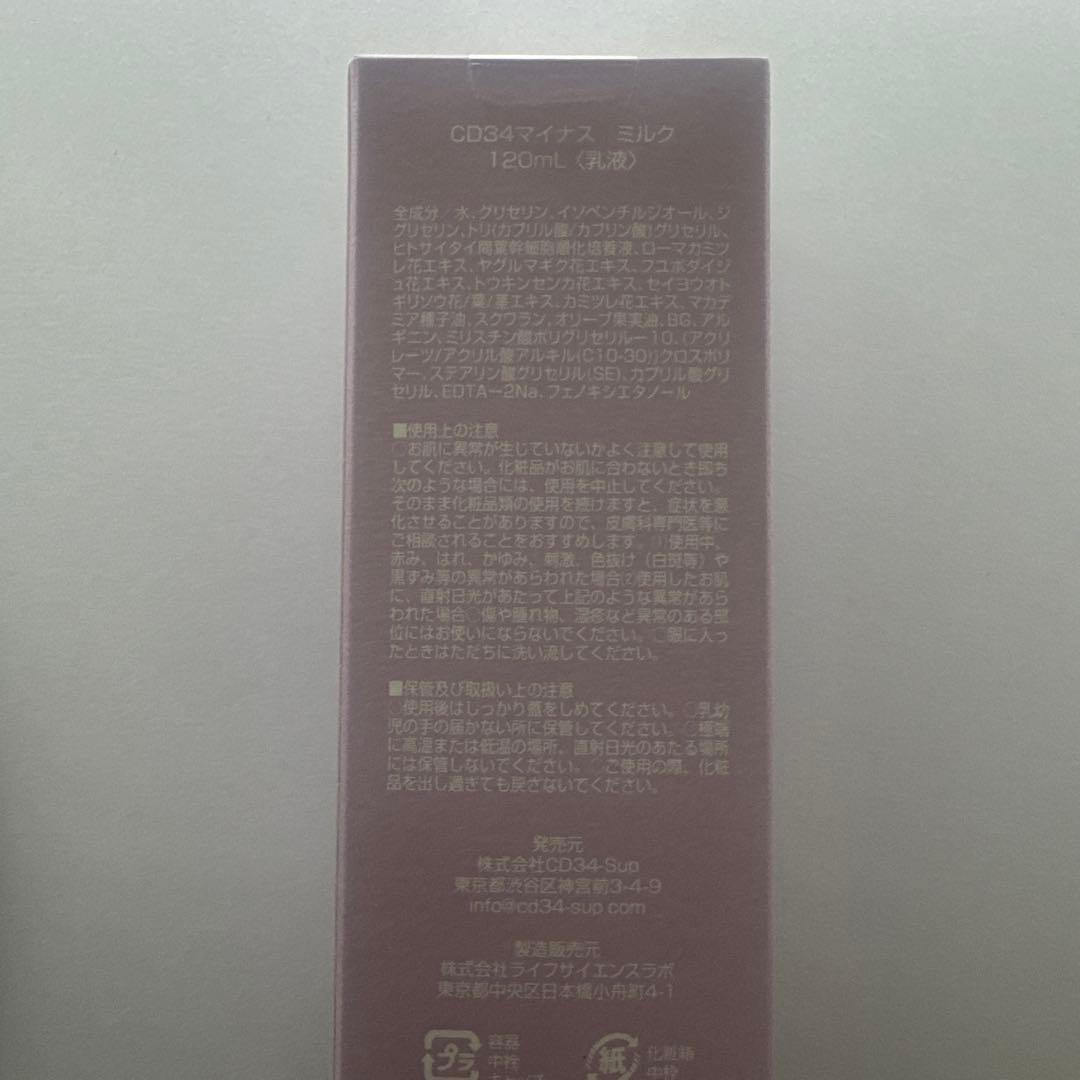 CD34マイナス ミルク
120mL〈乳液〉
全成分／水、グリセリン、イソペンチルジオール、ジ
グリセリン、トリ(カプリル酸/カプリン酸)グリセリル、
ヒトサイタイ間葉幹細胞順化培養液、ローマカミツ
レ花エキス、ヤグルマギク花エキス、フユボダイジ
ュ花エキス、トウキンセンカ花エキス、セイヨウオト
ギリソウ花/葉/茎エキス、カミツレ花エキス、マカデ
ミア種子油、スクワラン、オリーブ果実油、BG、アル
ギニン、ミリスチン酸ポリグリセリルー10、(アクリ
レーツ/アクリル酸アルキル(C10-30))クロスポリ
マー、ステアリン酸グリセリル(SE)、カプリル酸グリ
セリル、EDTAー2Na、フェノキシエタノール
■使用上の注意
○お肌に異常が生じていないかよく注意して使用
してください。化粧品がお肌に合わないとき即ち
次のような場合には、使用を中止してください。
そのまま化粧品類の使用を続けますと、症状を悪
化させることがありますので、皮膚科専門医等に
ご相談されることをおすすめします。①使用中、
赤み、はれ、かゆみ、刺激、色抜け（白斑等）や
黒ずみ等の異常があらわれた場合②使用したお肌
に、直射日光があたって上記のような異常があら
われた場合○傷や腫れ物、湿疹など異常のある部
位にはお使いにならないでください。○眼に入っ
たときはただちに洗い流してください。
■保管及び取扱い上の注意
○使用後はしっかり蓋をしめてください。○乳幼
児の手の届かない所に保管してください。○極端
に高温または低温の場所、直射日光のあたる場所
には保管しないでください。○ご使用の際、化粧
品を出し過ぎても戻さないでください。
発売元
株式会社CD34-Sup
東京都渋谷区神宮前3-4-9
info@cd34-sup.com
製造販売元
株式会社ライフサイエンスラボ
東京都中央区日本橋小舟町4-1
プラ 容器
中栓
キャップ
紙 化粧箱
中枠